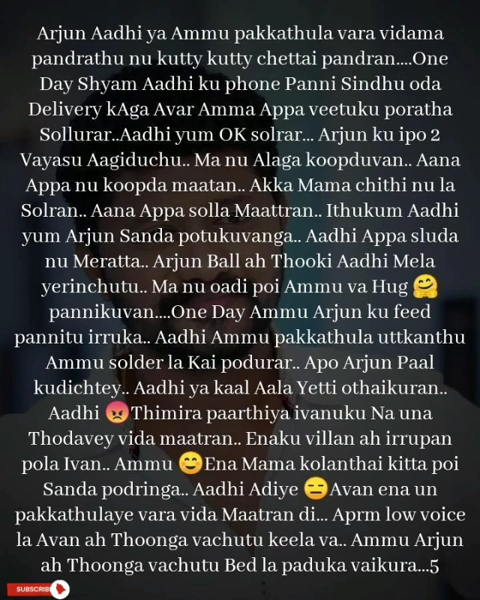 Arjun Aadhi ya Ammu pakkathula vara vidama
pandrathu nu kutty kutty chettai pandran....One
Day Shyam Aadhi ku phone Panni Sindhu oda
Delivery kAga Avar Amma Appa veetuku poratha
Sollurar..Aadhi yum OK solrar... Arjun ku ipo 2
Vayasu Aagiduchu.. Ma nu Alaga koopduvan.. Aana
Appa nu koopda maatan.. Akka Mama chithi nu la
Solran.. Aana Appa solla Maattran.. Ithukum Aadhi
yum Arjun Sanda potukuvanga.. Aadhi Appa sluda
nu Meratta.. Arjun Ball ah Thooki Aadhi Mela
yerinchutu.. Ma nu oadi poi Ammu va Hug 🤗
pannikuvan....One Day Ammu Arjun ku feed
pannitu irruka.. Aadhi Ammu pakkathula uttkanthu
Ammu solder la Kai podurar.. Apo Arjun Paal
kudichtey.. Aadhi ya kaal Aala Yetti othaikuran..
Aadhi 😡Thimira paarthiya ivanuku Na una
Thodavey vida maatran.. Enaku villan ah irrupan
pola Ivan.. Ammu 😊Ena Mama kolanthai kitta poi
Sanda podringa.. Aadhi Adiye 😑Avan ena un
pakkathulaye vara vida Maatran di... Aprm low voice
la Avan ah Thoonga vachutu keela va.. Ammu Arjun
ah Thoonga vachutu Bed la paduka vaikura...5
SUBSCRIBE